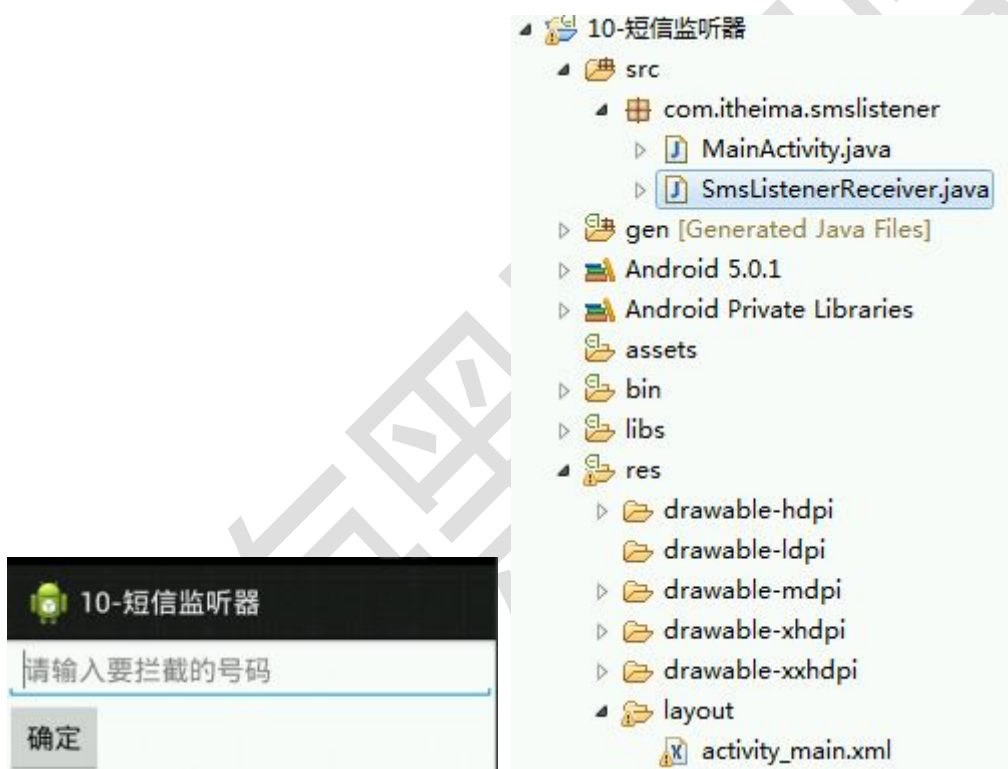 10-短信监听器
src
com.itheima.smslistener
MainActivity.java
SmsListenerReceiver.java
gen [Generated Java Files]
Android 5.0.1
Android Private Libraries
assets
bin
libs
res
drawable-hdpi
drawable-ldpi
drawable-mdpi
drawable-xhdpi
drawable-xxhdpi
layout
activity_main.xml
10-短信监听器
请输入要拦截的号码
确定